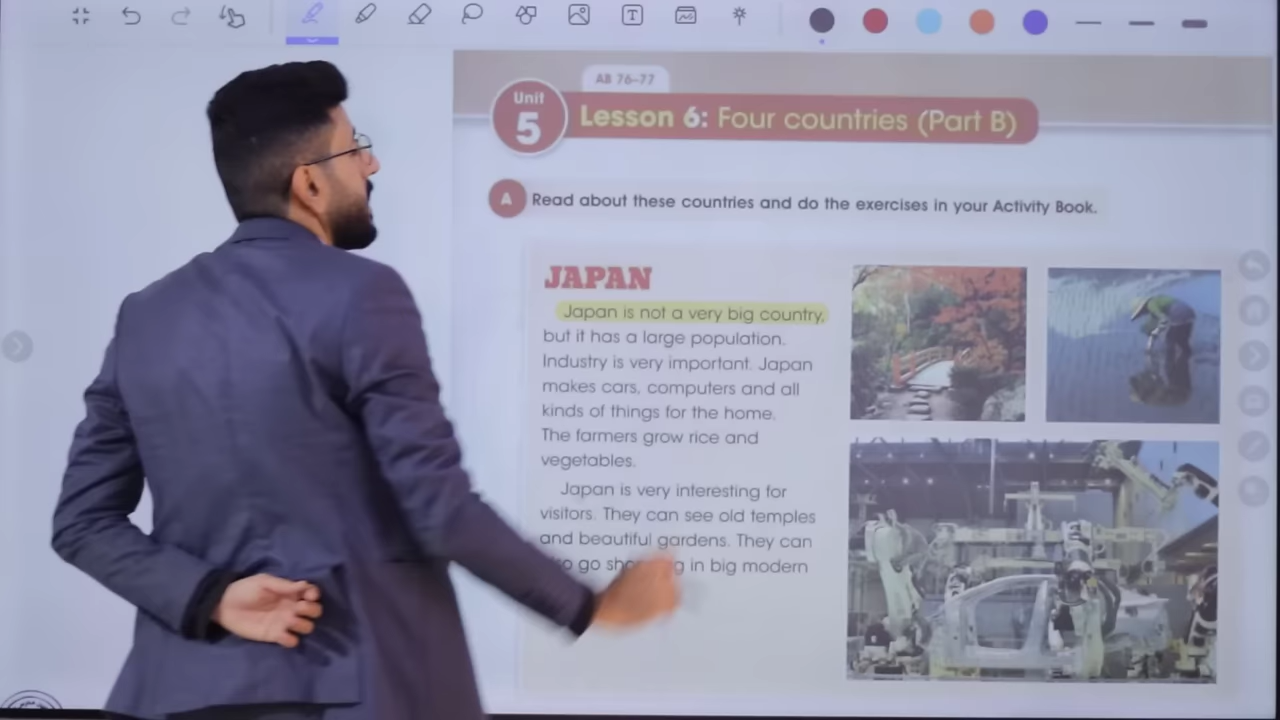 AB 76-77
Unit
5
Lesson 6: Four countries (Part B)
A
Read about these countries and do the exercises in your Activity Book.
JAPAN
Japan is not a very big country,
but it has a large population.
Industry is very important. Japan
makes cars, computers and all
kinds of things for the home.
The farmers grow rice and
vegetables.
Japan is very interesting for
visitors. They can see old temples
and beautiful gardens. They can
go in big modern